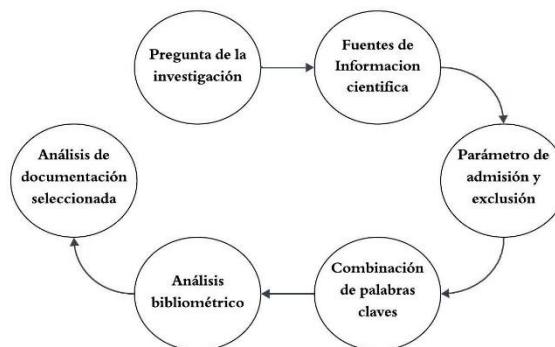 Pregunta de la
investigación
Fuentes de
Informacion
cientifica
Parámetro de
admisión y
exclusión
Combinación
de palabras
claves
Análisis
bibliométrico
Análisis de
documentación
seleccionada